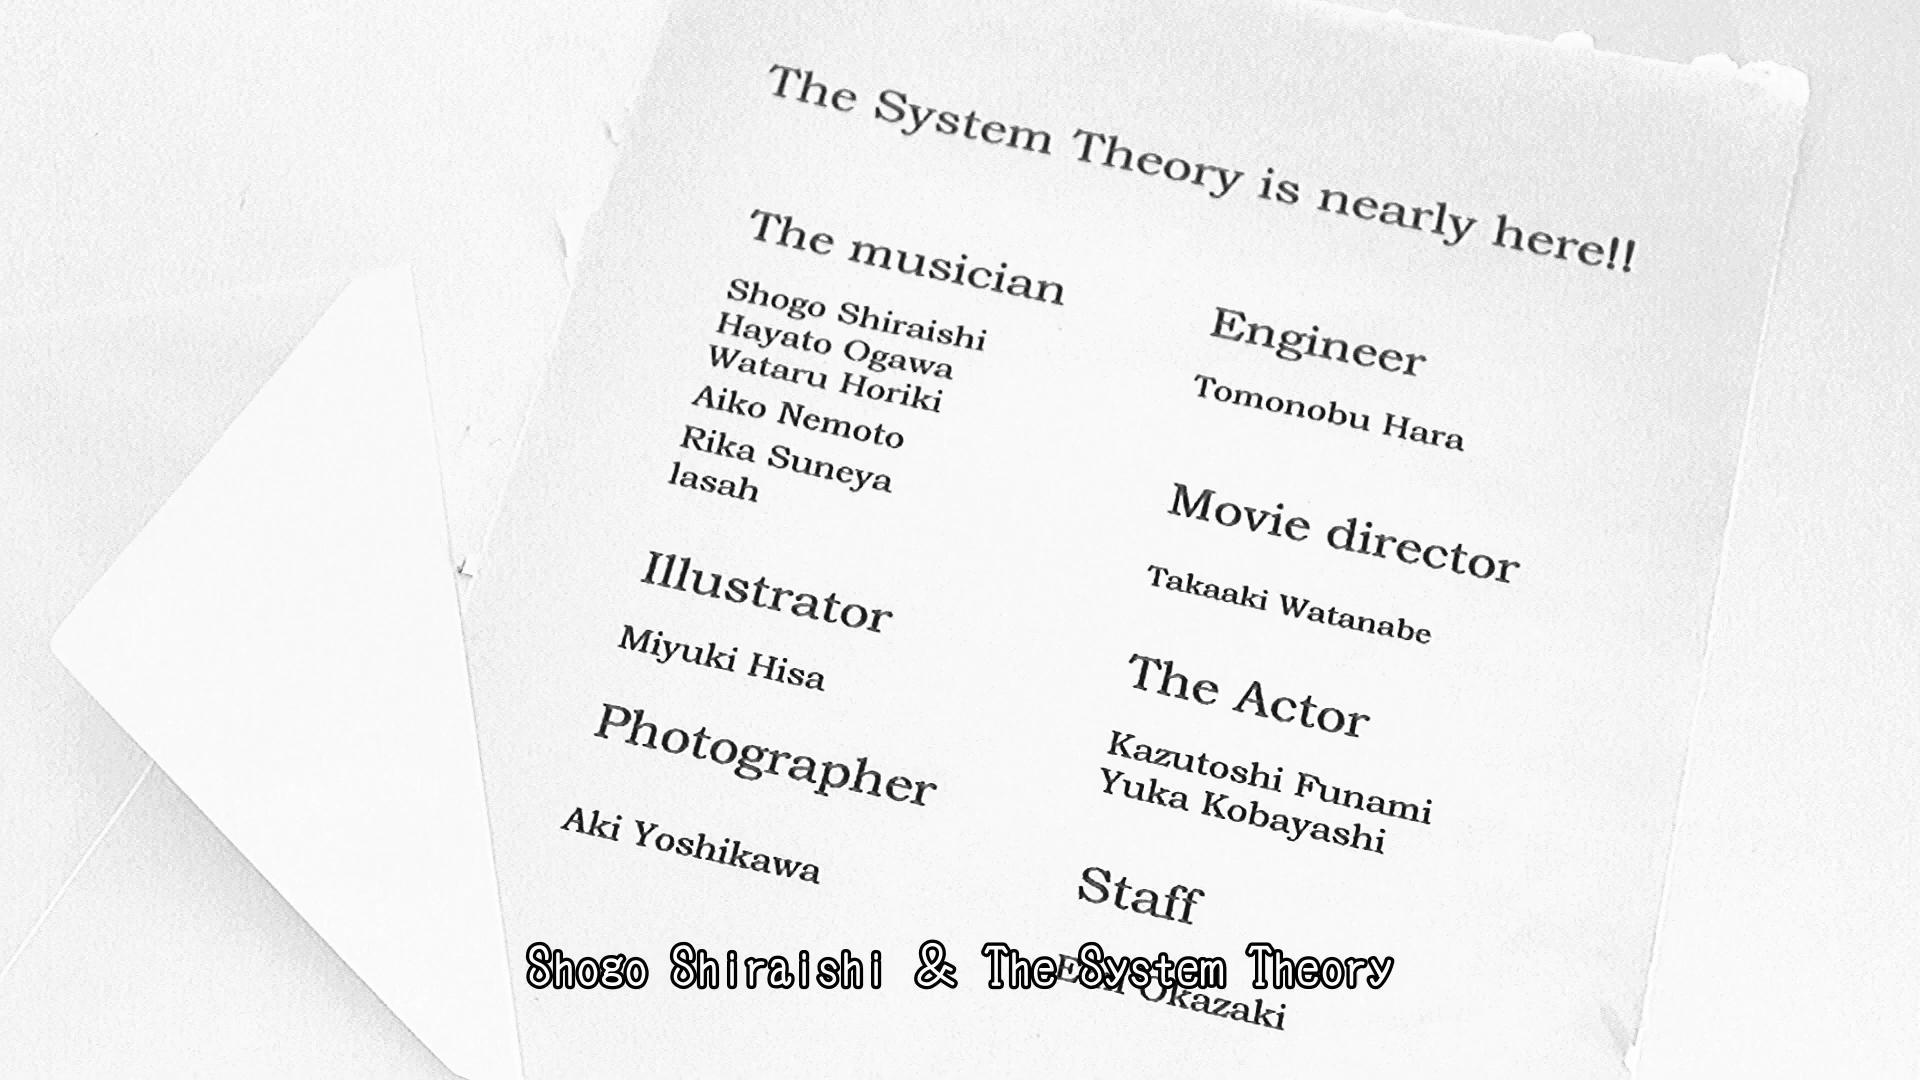 The System Theory is nearly here!!
The musician
Shogo Shiraishi
Hayato Ogawa
Wataru Horiki
Aiko Nemoto
Rika Suneya
lasah
Illustrator
Miyuki Hisa
Photographer
Aki Yoshikawa
Engineer
Tomonobu Hara
Movie director
Takaaki Watanabe
The Actor
Kazutoshi Funami
Yuka Kobayashi
Staff
Okazaki
Shogo Shiraishi & The System Theory